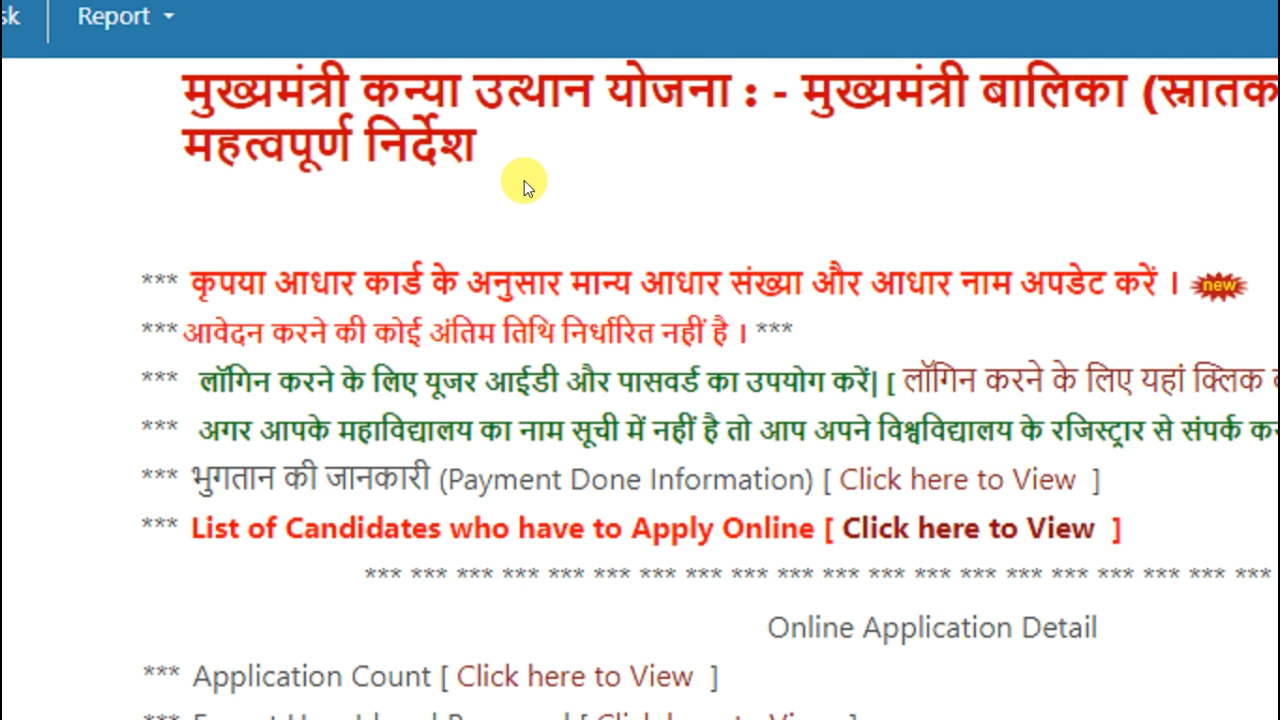 Report
मुख्यमंत्री कन्या उत्थान योजना : - मुख्यमंत्री बालिका (स्नातक
महत्वपूर्ण निर्देश
*** कृपया आधार कार्ड के अनुसार मान्य आधार संख्या और आधार नाम अपडेट करें । new
*** आवेदन करने की कोई अंतिम तिथि निर्धारित नहीं है । ***
*** लॉगिन करने के लिए यूजर आईडी और पासवर्ड का उपयोग करें| [ लॉगिन करने के लिए यहां क्लिक
*** अगर आपके महाविद्यालय का नाम सूची में नहीं है तो आप अपने विश्वविद्यालय के रजिस्ट्रार से संपर्क
*** भुगतान की जानकारी (Payment Done Information) [ Click here to View ]
*** List of Candidates who have to Apply Online [ Click here to View ]
*** *** *** *** *** *** *** *** *** *** *** *** *** *** *** *** *** *** *** ***
Online Application Detail
*** Application Count [ Click here to View ]